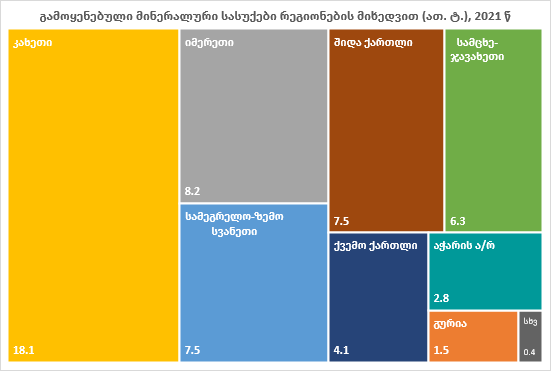 გამოყენებული მინერალური სასუქები რეგიონების მიხედვით (ათ. ტ.), 2021 წ
კახეთი
18.1
იმერეთი
8.2
სამეგრელო-ზემო
სვანეთი
7.5
შიდა ქართლი
7.5
სამცხე-
ჯავახეთი
6.3
ქვემო ქართლი
4.1
აჭარის ა/რ
2.8
გურია
1.5
სხვ
0.4